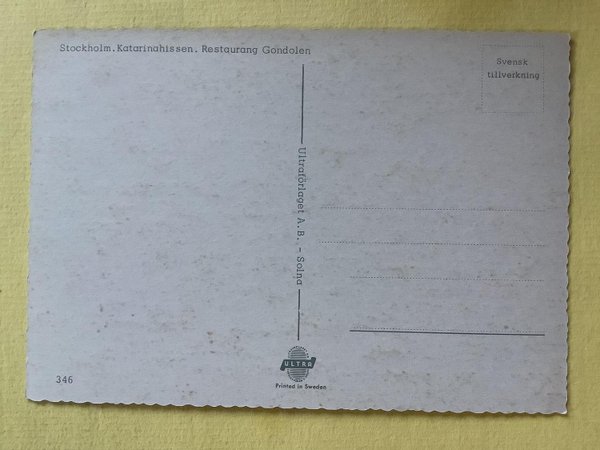 Stockholm. Katarinahissen. Restaurang Gondolen
Svensk
tillverkning
Ultraförlaget A.B. - Solna
ULTRA
Printed in Sweden
346